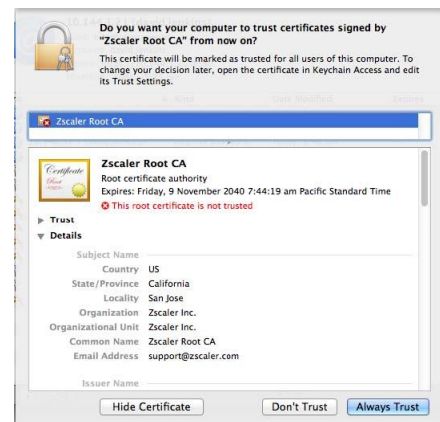 Do you want your computer to trust certificates signed by
“Zscaler Root CA” from now on?
This certificate will be marked as trusted for all users of this computer. To
change your decision later, open the certificate in Keychain Access and edit
its Trust Settings.
Zscaler Root CA
Certificate
Root
Zscaler Root CA
Root certificate authority
Expires: Friday, 9 November 2040 7:44:19 am Pacific Standard Time
This root certificate is not trusted
Trust
Details
Subject Name
Country US
State/Province California
Locality San Jose
Organization Zscaler Inc.
Organizational Unit Zscaler Inc.
Common Name Zscaler Root CA
Email Address support@zscaler.com
Issuer Name
Hide Certificate
Don't Trust
Always Trust